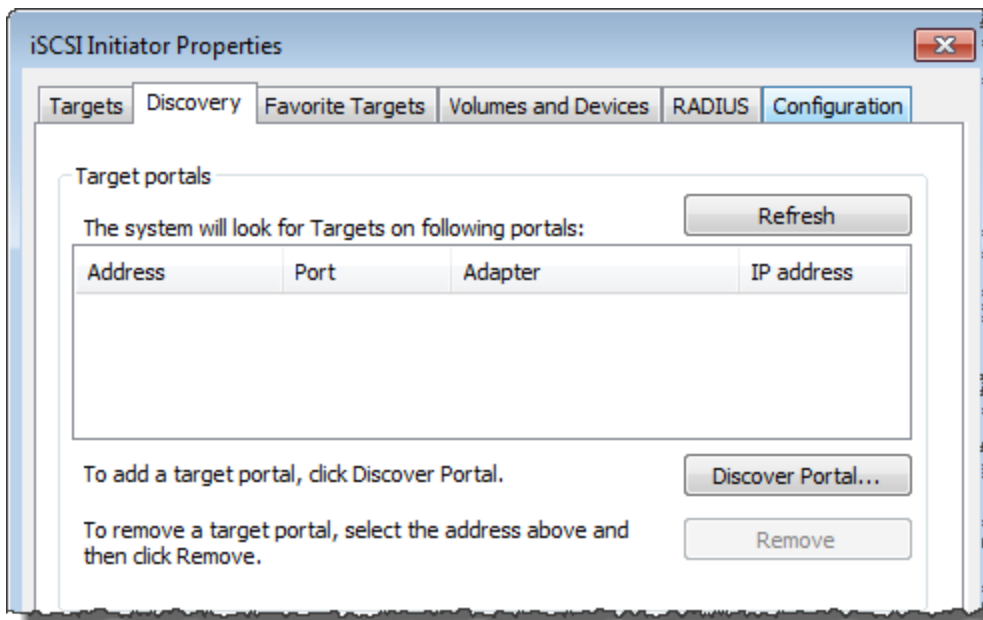 iSCSI Initiator Properties
Targets Discovery Favorite Targets Volumes and Devices RADIUS Configuration
Target portals
The system will look for Targets on following portals:
Refresh
Address Port Adapter IP address
To add a target portal, click Discover Portal.
Discover Portal...
To remove a target portal, select the address above and
then click Remove.
Remove